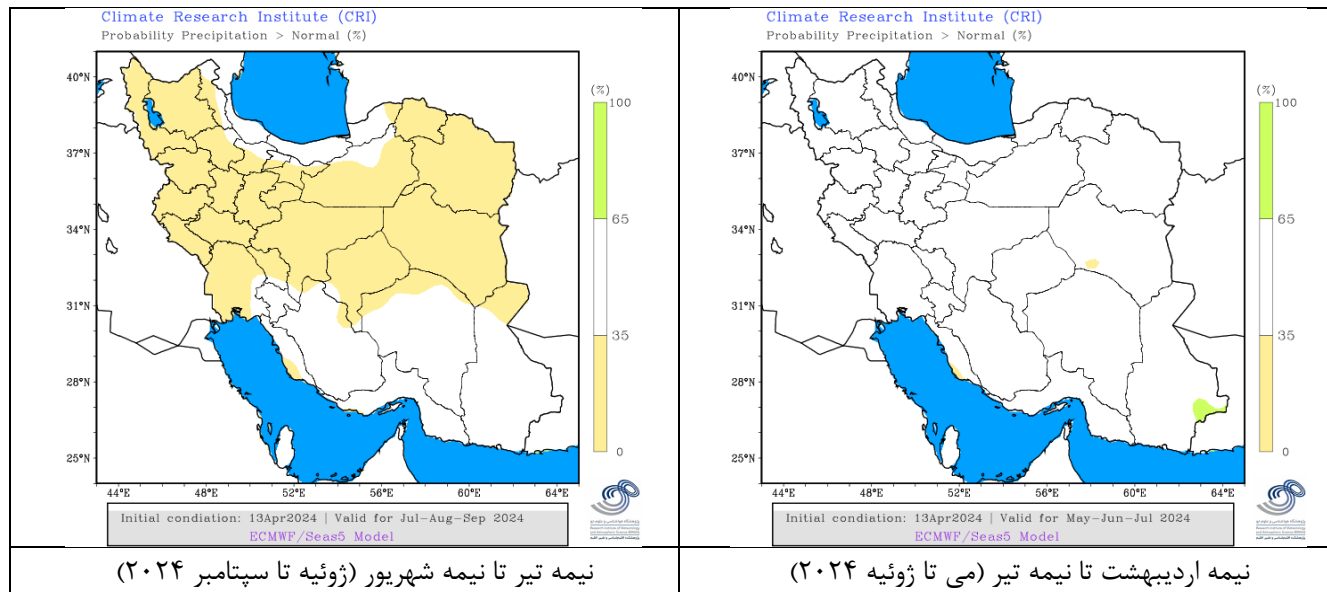 Climate Research Institute (CRI)
Probability Precipitation > Normal (%)
(%)
100
65
35
0
40°N
37°N
34°N
31°N
28°N
25°N
44°E 48°E 52°E 56°E 60°E 64°E
Initial condiation: 13Apr2024 | Valid for Jul-Aug-Sep 2024
ECMWF/Seas5 Model
نیمه تیر تا نیمه شهریور (ژوئیه تا سپتامبر ۲۰۲۴)
Climate Research Institute (CRI)
Probability Precipitation > Normal (%)
(%)
100
65
35
0
40°N
37°N
34°N
31°N
28°N
25°N
44°E 48°E 52°E 56°E 60°E 64°E
Initial condiation: 13Apr2024 | Valid for May-Jun-Jul 2024
ECMWF/Seas5 Model
نیمه اردیبهشت تا نیمه تیر (می تا ژوئیه ۲۰۲۴)